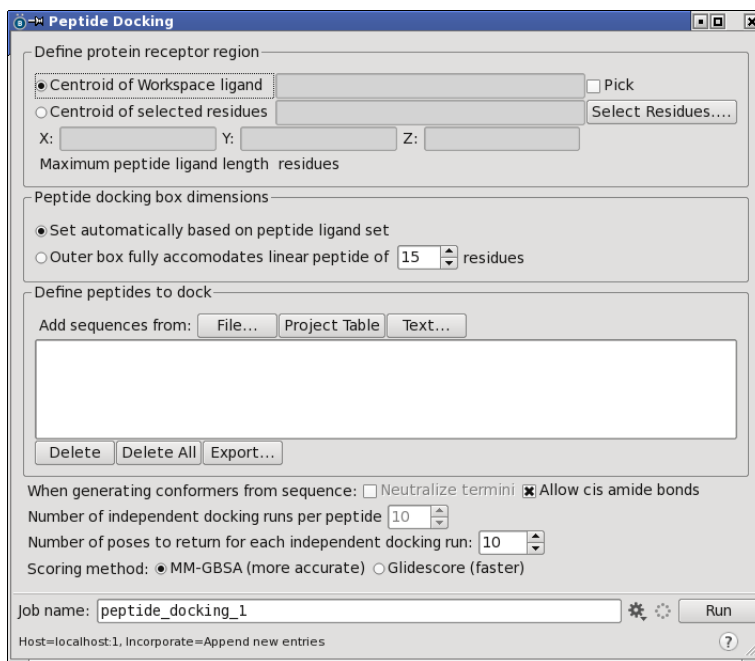 Peptide Docking
Define protein receptor region
Centroid of Workspace ligand Pick
Centroid of selected residues Select Residues....
X: Y: Z:
Maximum peptide ligand length residues
Peptide docking box dimensions
Set automatically based on peptide ligand set
Outer box fully accomodates linear peptide of 15 residues
Define peptides to dock
Add sequences from: File... Project Table Text...
Delete Delete All Export...
When generating conformers from sequence: Neutralize termini Allow cis amide bonds
Number of independent docking runs per peptide 10
Number of poses to return for each independent docking run: 10
Scoring method: MM-GBSA (more accurate) Glidescore (faster)
Job name: peptide_docking_1 Run
Host=localhost:1, Incorporate=Append new entries ?